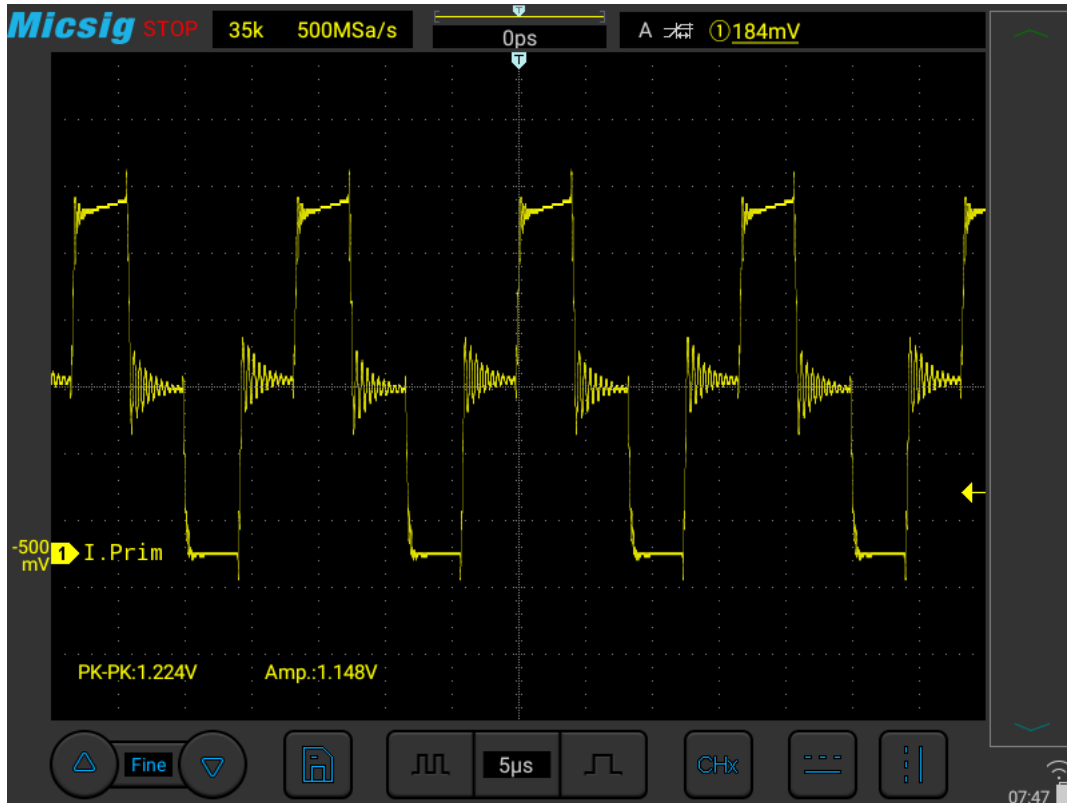 Micsig STOP 35k 500MSa/s 0ps A ①184mV
T
T
-500 mV
1 I.Prim
PK-PK:1.224V Amp.:1.148V
Fine 5µs CHx
07:47